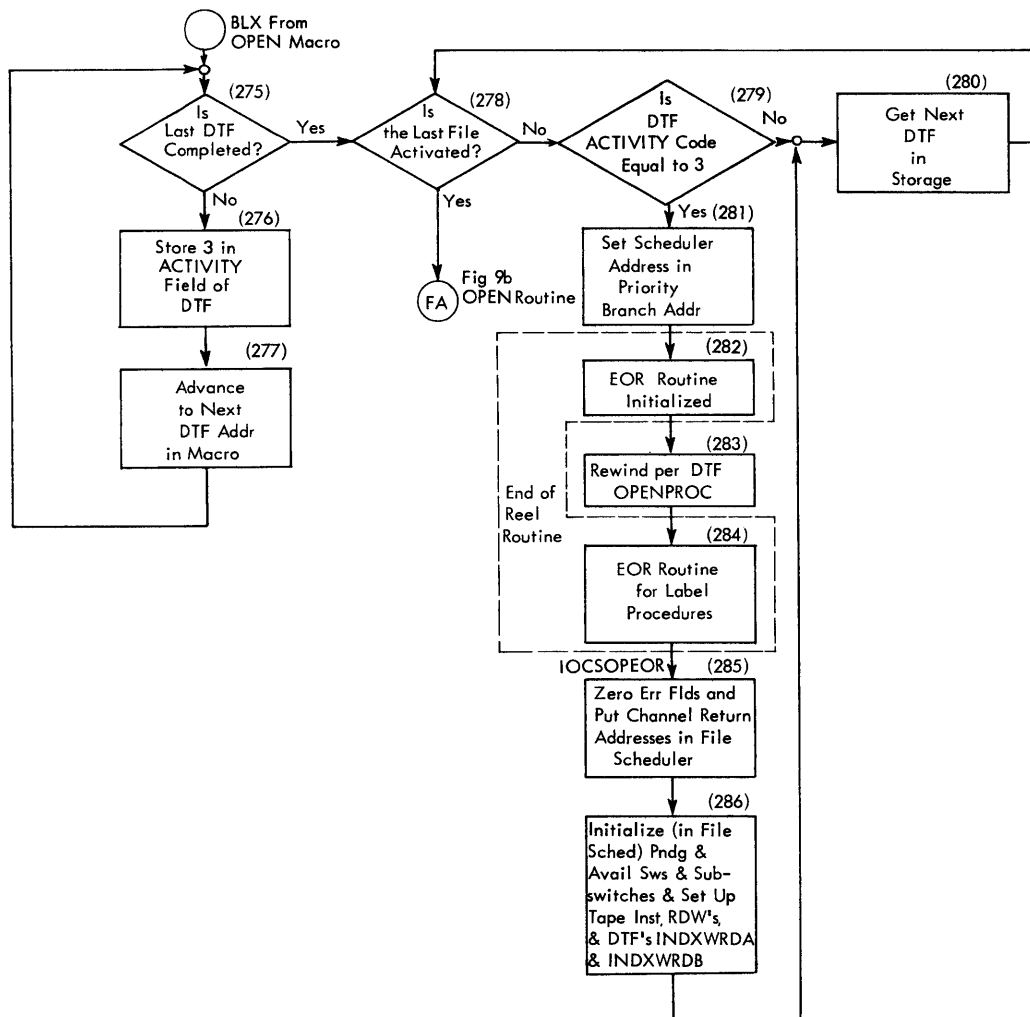 BLX From
OPEN Macro
(275)
Is
Last DTF
Completed?
Yes
No
(276)
Store 3 in
ACTIVITY
Field of
DTF
(277)
Advance
to Next
DTF Addr
in Macro
(278)
Is
the Last File
Activated?
No
Yes
FA
Fig 9b
OPEN Routine
(279)
Is
DTF
ACTIVITY Code
Equal to 3
No
Yes
(280)
Get Next
DTF
in
Storage
(281)
Set Scheduler
Address in
Priority
Branch Addr
(282)
EOR Routine
Initialized
(283)
Rewind per DTF
OPENPROC
End of
Reel
Routine
(284)
EOR Routine
for Label
Procedures
IOCSOPEOR
(285)
Zero Err Flds and
Put Channel Return
Addresses in File
Scheduler
(286)
Initialize (in File
Sched) Pndg &
Avail Sws & Sub-
switches & Set Up
Tape Inst, RDW's,
& DTF's INDXWRDA
& INDXWRDB